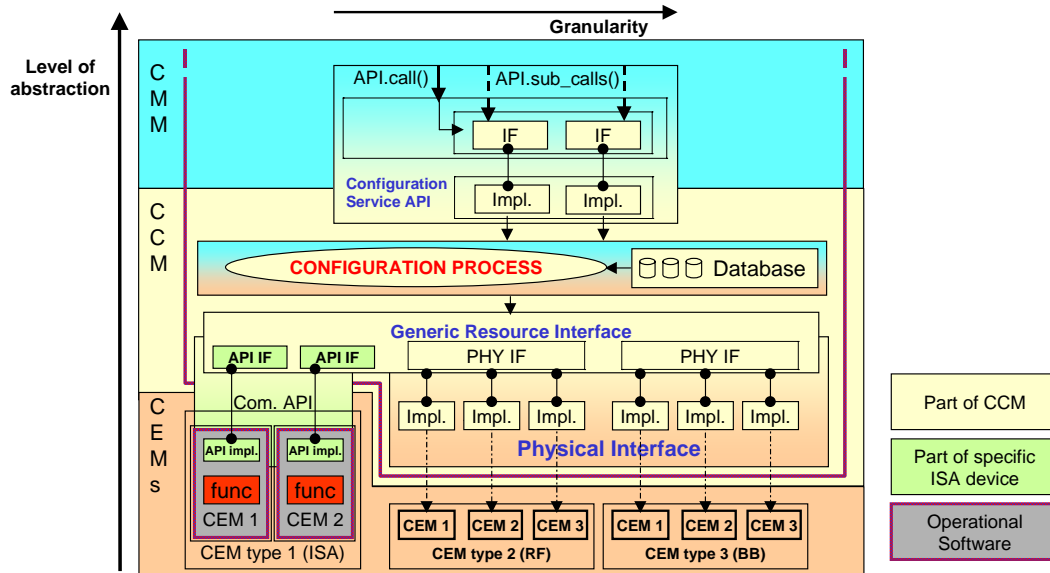 Granularity
Level of
abstraction
C
M
M
API.call()
API.sub_calls()
IF
IF
Configuration
Service API
Impl.
Impl.
C
C
M
CONFIGURATION PROCESS
Database
Generic Resource Interface
API IF
API IF
PHY IF
PHY IF
Com. API
Impl.
Impl.
Impl.
Impl.
Impl.
Impl.
Physical Interface
C
E
M
s
API impl.
API impl.
func
func
CEM 1
CEM 2
CEM type 1 (ISA)
CEM 1
CEM 2
CEM 3
CEM type 2 (RF)
CEM 1
CEM 2
CEM 3
CEM type 3 (BB)
Part of CCM
Part of specific
ISA device
Operational
Software